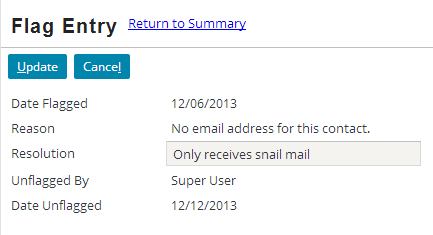 Flag Entry Return to Summary
Update Cancel
Date Flagged 12/06/2013
Reason No email address for this contact.
Resolution Only receives snail mail
Unflagged By Super User
Date Unflagged 12/12/2013